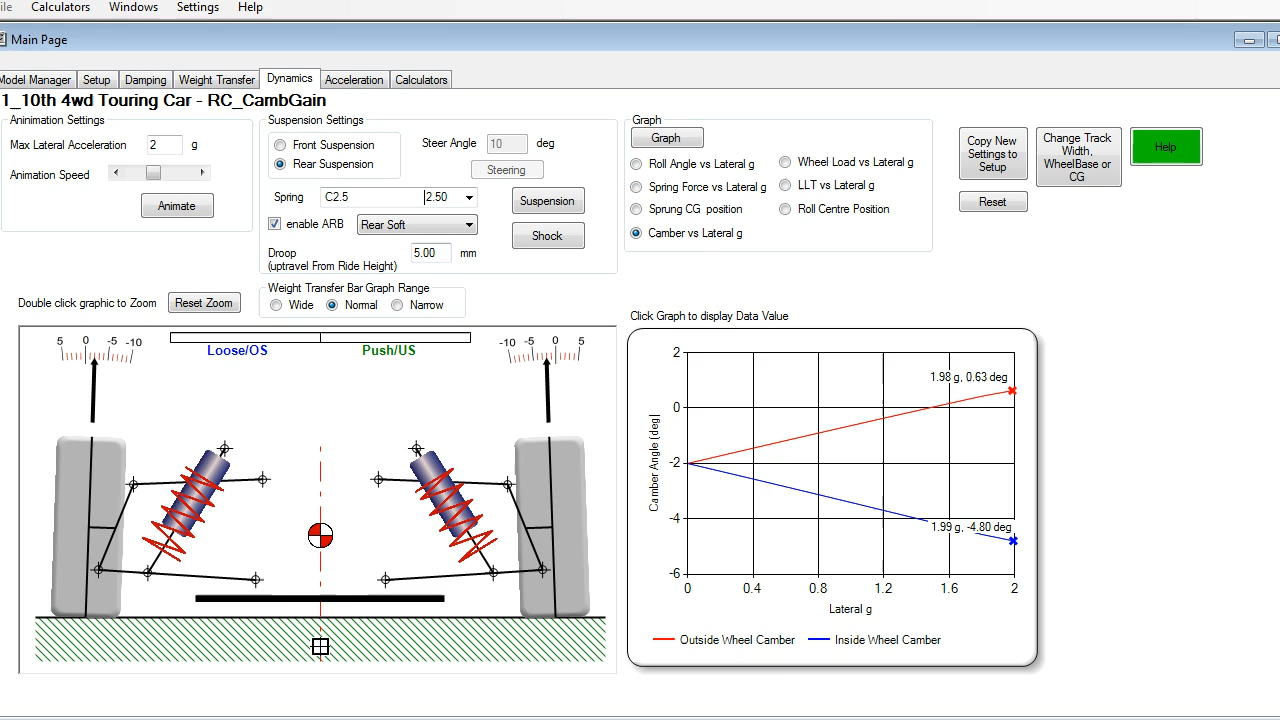 ile Calculators Windows Settings Help
Main Page
Model Manager Setup Damping Weight Transfer Dynamics Acceleration Calculators
1_10th 4wd Touring Car - RC_CambGain
Aninimation Settings
Max Lateral Acceleration 2 g
Animation Speed
Animate
Suspension Settings
Front Suspension
Rear Suspension
Steer Angle 10 deg
Steering
Spring C2.5 2.50
Suspension
enable ARB Rear Soft
Shock
Droop 5.00 mm
(uptravel From Ride Height)
Graph
Graph
Roll Angle vs Lateral g
Spring Force vs Lateral g
Sprung CG position
Camber vs Lateral g
Wheel Load vs Lateral g
LLT vs Lateral g
Roll Centre Position
Copy New
Settings to
Setup
Change Track
Width,
WheelBase or
CG
Help
Reset
Double click graphic to Zoom Reset Zoom
Weight Transfer Bar Graph Range
Wide Normal Narrow
5 0 -5 -10
Loose/OS Push/US
-10 -5 0 5
Click Graph to display Data Value
2
0
-2
-4
-6
Camber Angle [deg]
1.98 g, 0.63 deg
1.99 g, -4.80 deg
0 0.4 0.8 1.2 1.6 2
Lateral g
Outside Wheel Camber Inside Wheel Camber